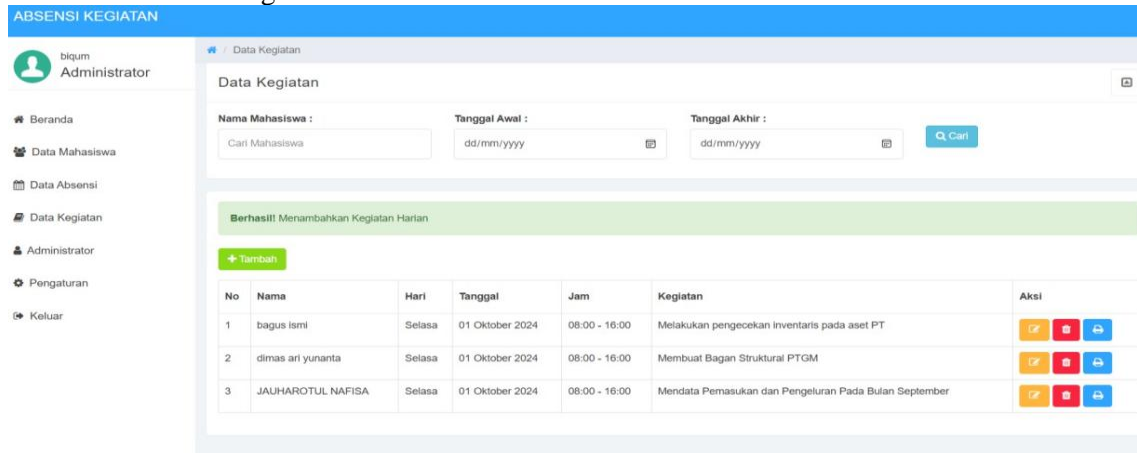 ABSENSI KEGIATAN
biqum
Administrator
Beranda
Data Mahasiswa
Data Absensi
Data Kegiatan
Administrator
Pengaturan
Keluar
/ Data Kegiatan
Data Kegiatan
Nama Mahasiswa : Tanggal Awal : Tanggal Akhir :
Cari Mahasiswa dd/mm/yyyy dd/mm/yyyy Cari
Berhasil! Menambahkan Kegiatan Harian
+ Tambah
No Nama Hari Tanggal Jam Kegiatan Aksi
1 bagus ismi Selasa 01 Oktober 2024 08:00 - 16:00 Melakukan pengecekan inventaris pada aset PT
2 dimas ari yunanta Selasa 01 Oktober 2024 08:00 - 16:00 Membuat Bagan Struktural PTGM
3 JAUHAROTUL NAFISA Selasa 01 Oktober 2024 08:00 - 16:00 Mendata Pemasukan dan Pengeluran Pada Bulan September